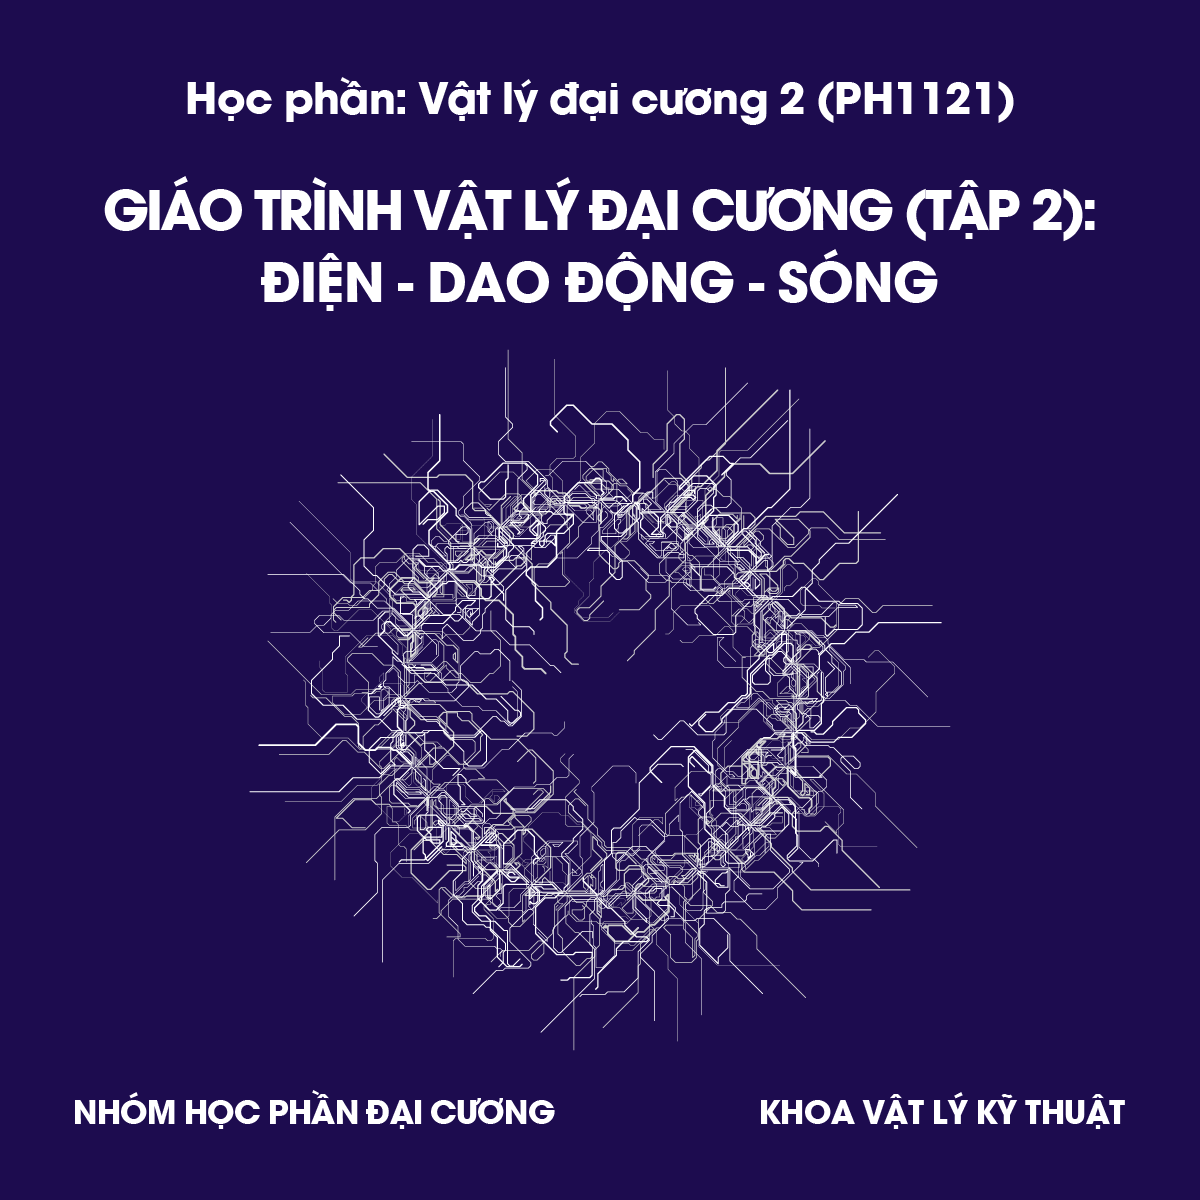 Học phần: Vật lý đại cương 2 (PH1121)
GIÁO TRÌNH VẬT LÝ ĐẠI CƯƠNG (TẬP 2):
ĐIỆN - DAO ĐỘNG - SÓNG
NHÓM HỌC PHẦN ĐẠI CƯƠNG
KHOA VẬT LÝ KỸ THUẬT